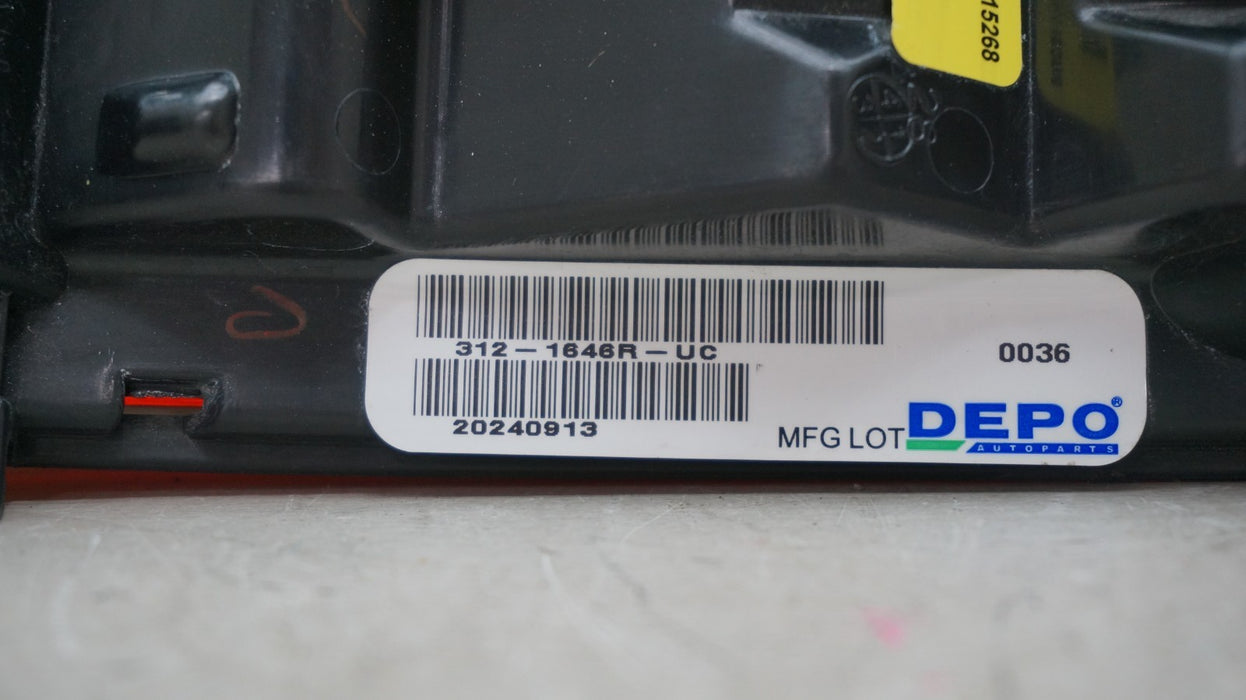 15268
312-1646R-UC
0036
20240913
MFG LOT
DEPO®
AUTOPARTS